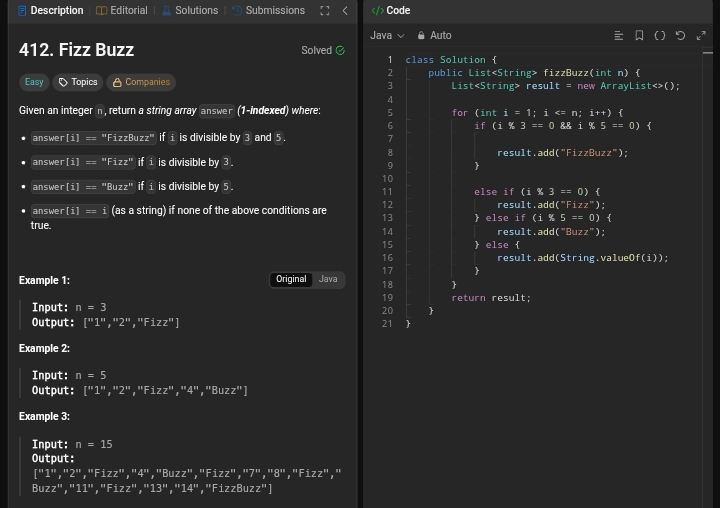 Description
Editorial
Solutions
Submissions
412. Fizz Buzz
Solved
Easy
Topics
Companies
Given an integer n, return a string array answer (1-indexed) where:
answer[i] == "FizzBuzz" if i is divisible by 3 and 5.
answer[i] == "Fizz" if i is divisible by 3.
answer[i] == "Buzz" if i is divisible by 5.
answer[i] == i (as a string) if none of the above conditions are
true.
Example 1:
Original Java
Input: n = 3
Output: ["1","2","Fizz"]
Example 2:
Input: n = 5
Output: ["1","2","Fizz","4","Buzz"]
Example 3:
Input: n = 15
Output:
["1","2","Fizz","4","Buzz","Fizz","7","8","Fizz","
Buzz","11","Fizz","13","14","FizzBuzz"]
</> Code
Java
Auto
1 class Solution {
2 public List<String> fizzBuzz(int n) {
3 List<String> result = new ArrayList<>();
4
5 for (int i = 1; i <= n; i++) {
6 if (i % 3 == 0 && i % 5 == 0) {
7
8 result.add("FizzBuzz");
9 }
10
11 else if (i % 3 == 0) {
12 result.add("Fizz");
13 } else if (i % 5 == 0) {
14 result.add("Buzz");
15 } else {
16 result.add(String.valueOf(i));
17 }
18 }
19 return result;
20 }
21 }